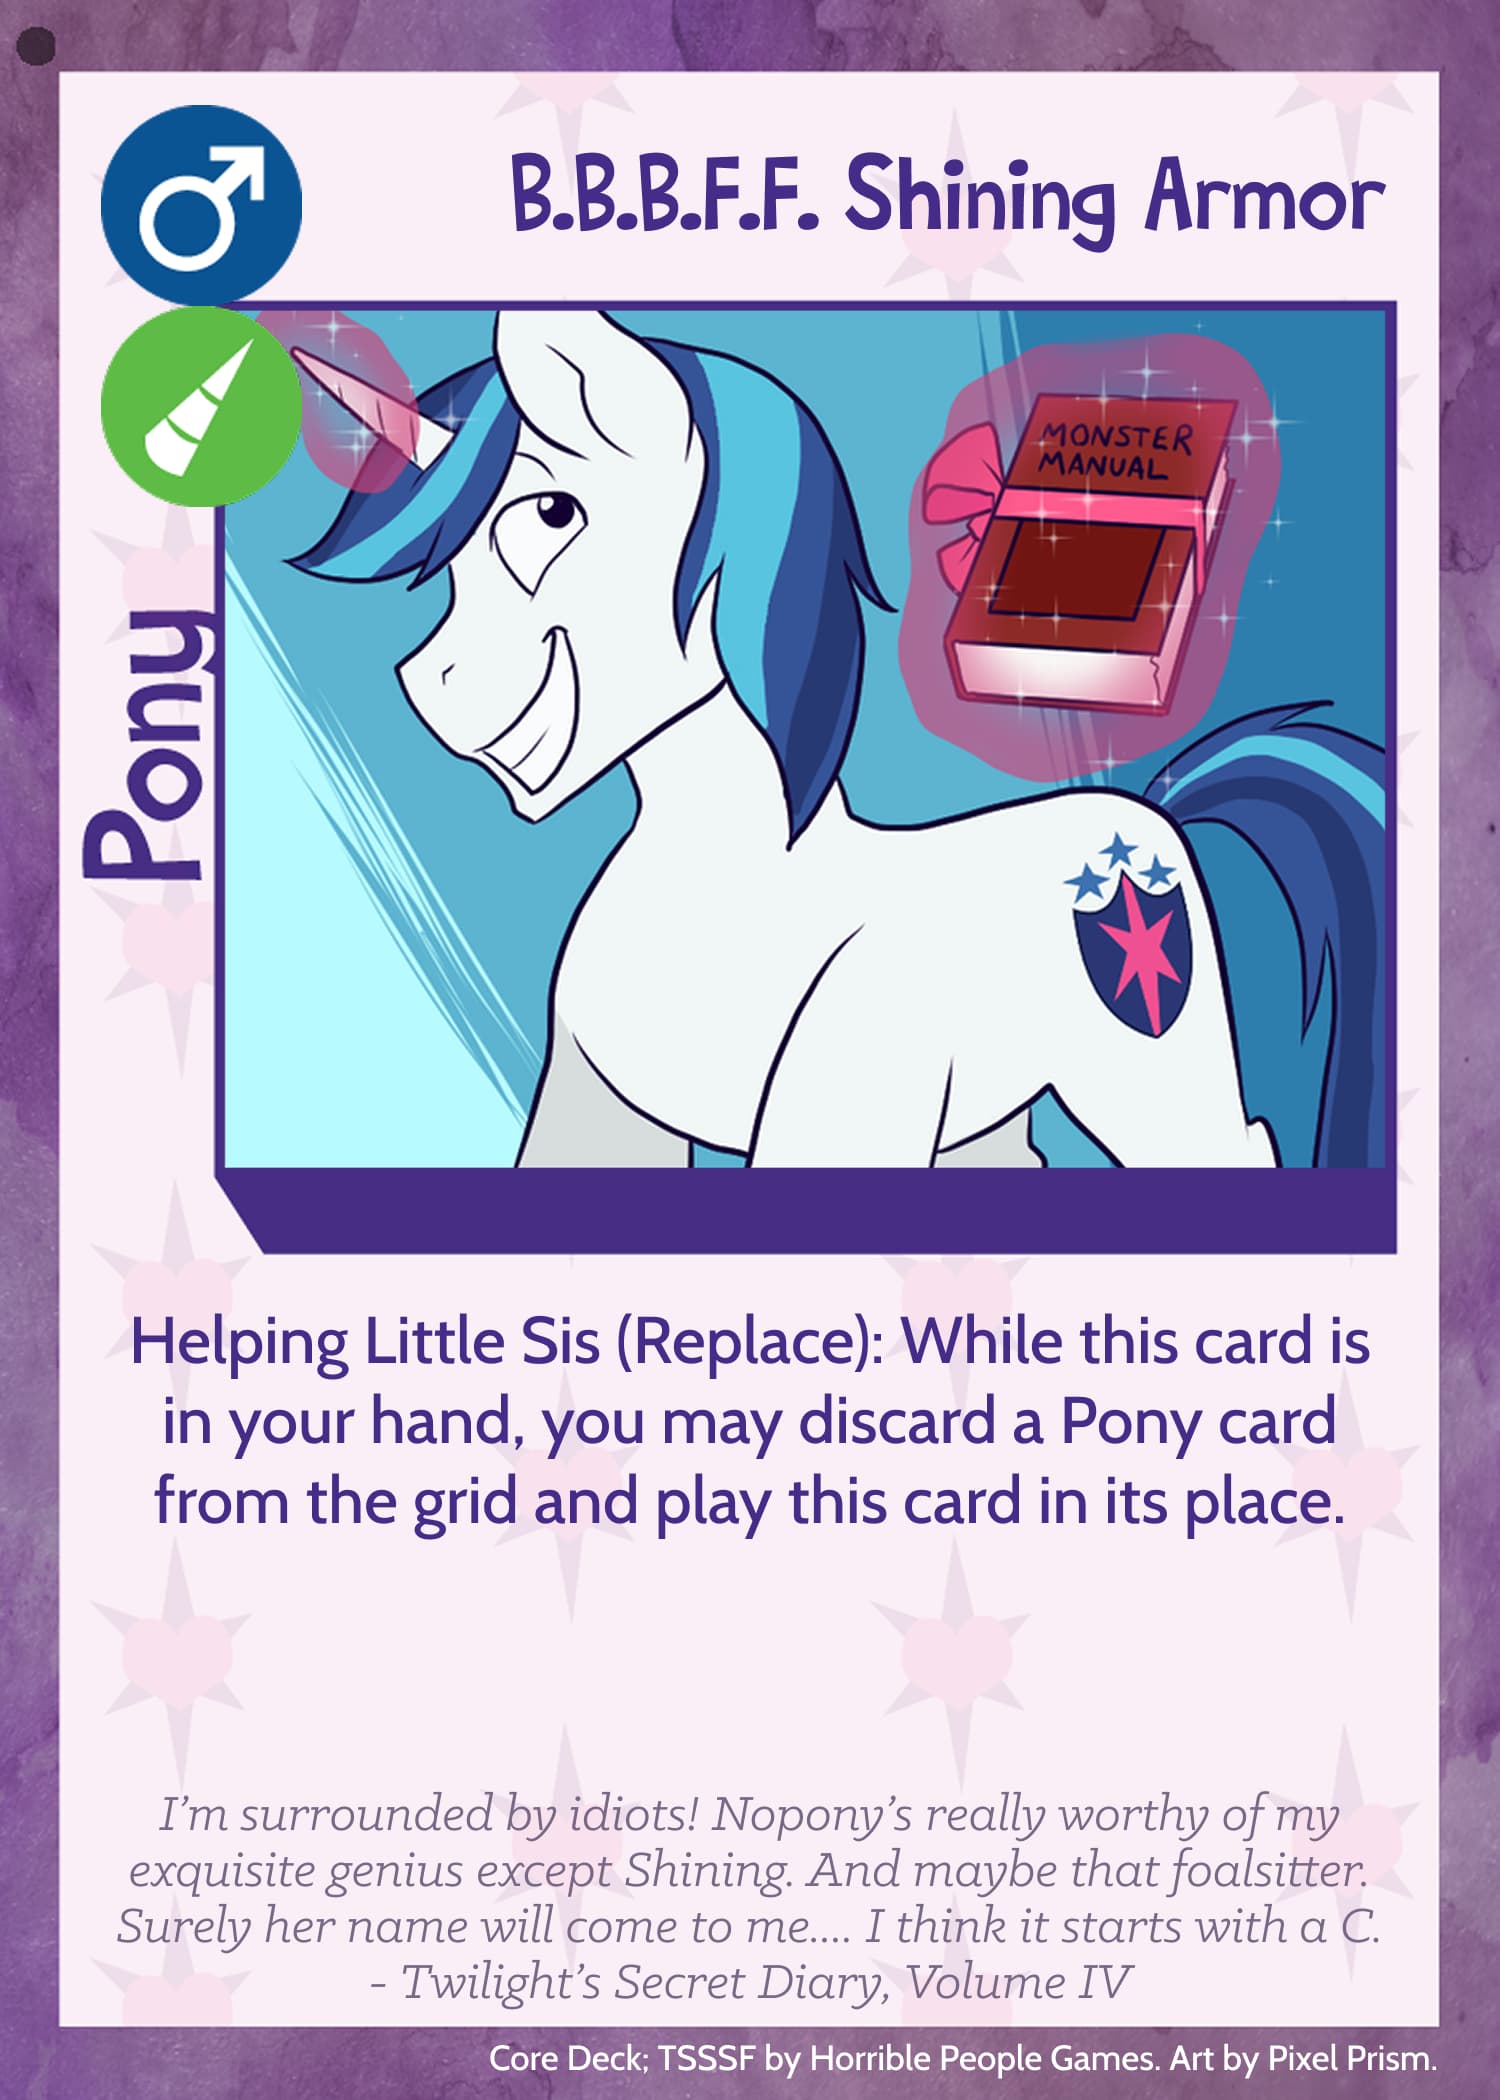 B.B.B.F.F. Shining Armor
MONSTER
MANUAL
Pony
Helping Little Sis (Replace): While this card is
in your hand, you may discard a Pony card
from the grid and play this card in its place.
I'm surrounded by idiots! Nopony's really worthy of my
exquisite genius except Shining. And maybe that foalsitter.
Surely her name will come to me.... I think it starts with a C.
- Twilight's Secret Diary, Volume IV
Core Deck; TSSSF by Horrible People Games. Art by Pixel Prism.